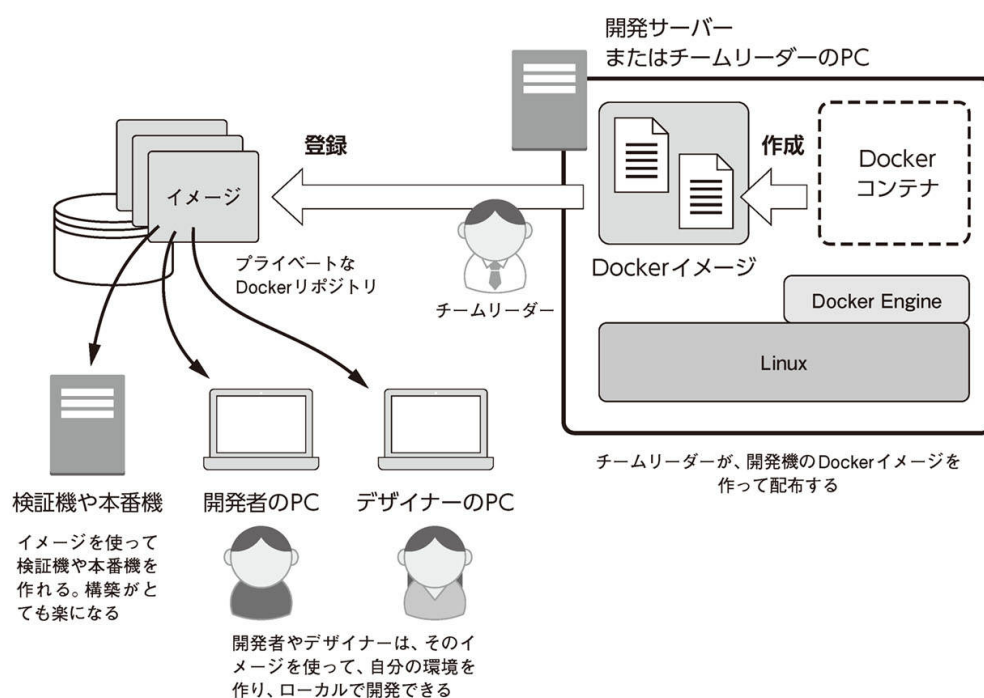 開発サーバー
またはチームリーダーのPC
登録
作成
Docker
コンテナ
イメージ
プライベートな
Dockerリポジトリ
チームリーダー
Dockerイメージ
Docker Engine
Linux
チームリーダーが、開発機のDockerイメージを
作って配布する
検証機や本番機
開発者のPC
デザイナーのPC
イメージを使って
検証機や本番機を
作れる。構築がと
ても楽になる
開発者やデザイナーは、そのイ
メージを使って、自分の環境を
作り、ローカルで開発できる